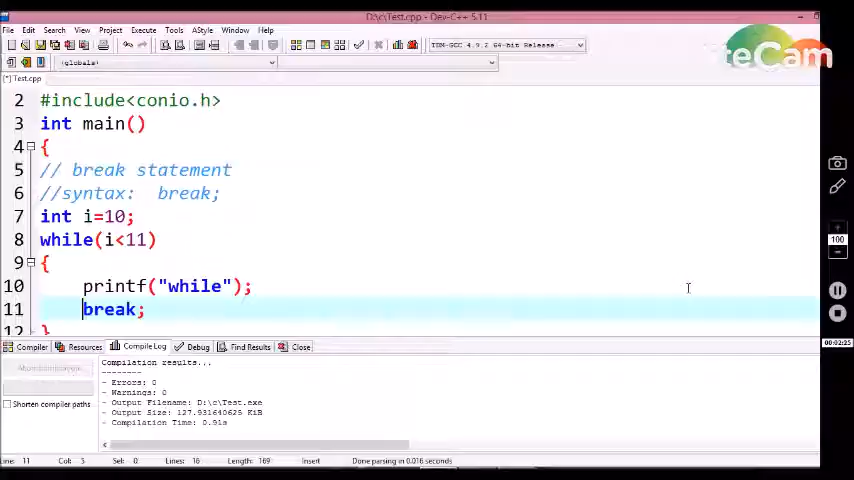 D:\c\Test.cpp - Dev-C++ 5.11
File Edit Search View Project Execute Tools AStyle Window Help
TDM-GCC 4.9.2 64-bit Release
(globals)
[*] Test.cpp
teCam
2 #include<conio.h>
3 int main()
4 {
5 // break statement
6 //syntax: break;
7 int i=10;
8 while(i<11)
9 {
10 printf("while");
11 break;
12 }
100
00:02:25
Compiler Resources Compile Log Debug Find Results Close
Compilation results...
--------
- Errors: 0
- Warnings: 0
- Output Filename: D:\c\Test.exe
- Output Size: 127.931640625 KiB
- Compilation Time: 0.91s
Shorten compiler paths
Line: 11 Col: 5 Sel: 0 Lines: 16 Length: 169 Insert Done parsing in 0.016 seconds